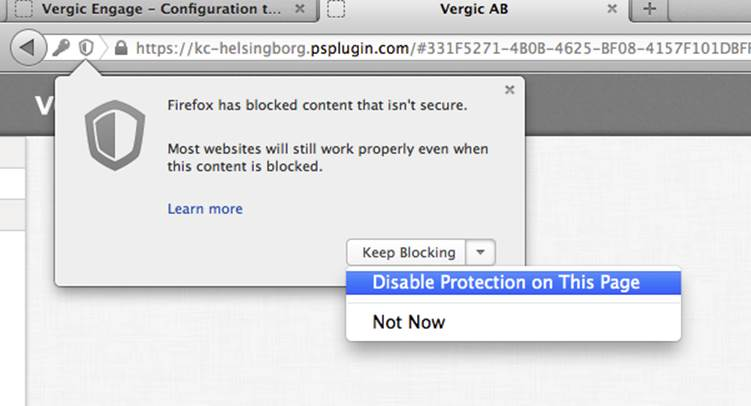 Vergic Engage – Configuration t...
Vergic AB
https://kc-helsingborg.psplugin.com/#331F5271-4B0B-4625-BF08-4157F101DBF
V
Firefox has blocked content that isn't secure.
Most websites will still work properly even when
this content is blocked.
Learn more
Keep Blocking
Disable Protection on This Page
Not Now